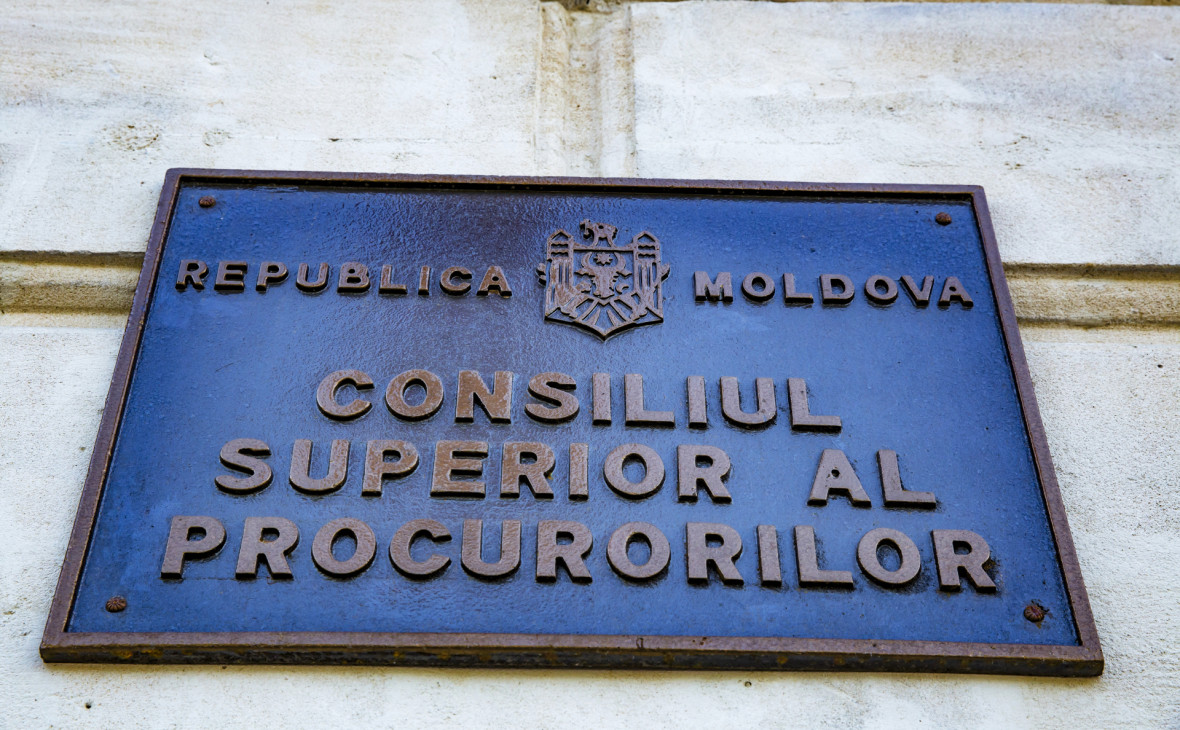 REPUBLICA MOLDOVA
CONSILIUL
SUPERIOR AL
PROCURORILOR